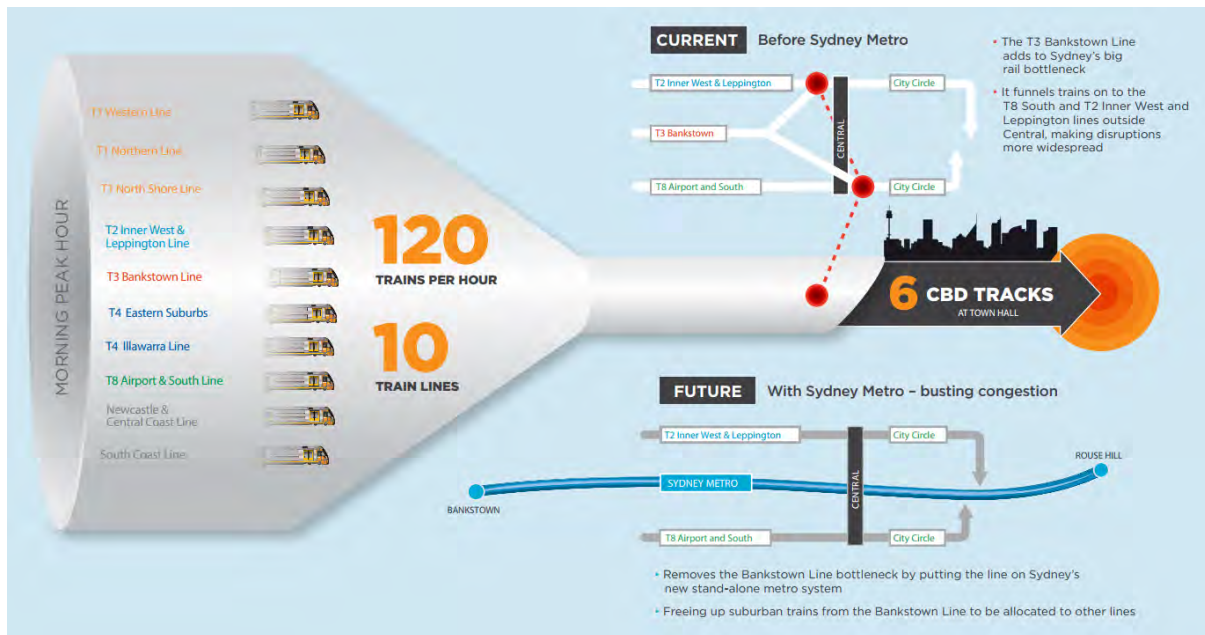 MORNING PEAK HOUR
T1 Western Line
T1 Northern Line
T1 North Shore Line
T2 Inner West &
Leppington Line
T3 Bankstown Line
T4 Eastern Suburbs
T4 Illawarra Line
T8 Airport & South Line
Newcastle &
Central Coast Line
South Coast Line
120
TRAINS PER HOUR
10
TRAIN LINES
CURRENT Before Sydney Metro
T2 Inner West & Leppington
City Circle
T3 Bankstown
CENTRAL
T8 Airport and South
City Circle
• The T3 Bankstown Line
adds to Sydney's big
rail bottleneck
• It funnels trains on to the
T8 South and T2 Inner West and
Leppington lines outside
Central, making disruptions
more widespread
6 CBD TRACKS
AT TOWN HALL
FUTURE With Sydney Metro – busting congestion
T2 Inner West & Leppington
City Circle
ROUSE HILL
SYDNEY METRO
CENTRAL
BANKSTOWN
T8 Airport and South
City Circle
• Removes the Bankstown Line bottleneck by putting the line on Sydney's
new stand-alone metro system
• Freeing up suburban trains from the Bankstown Line to be allocated to other lines